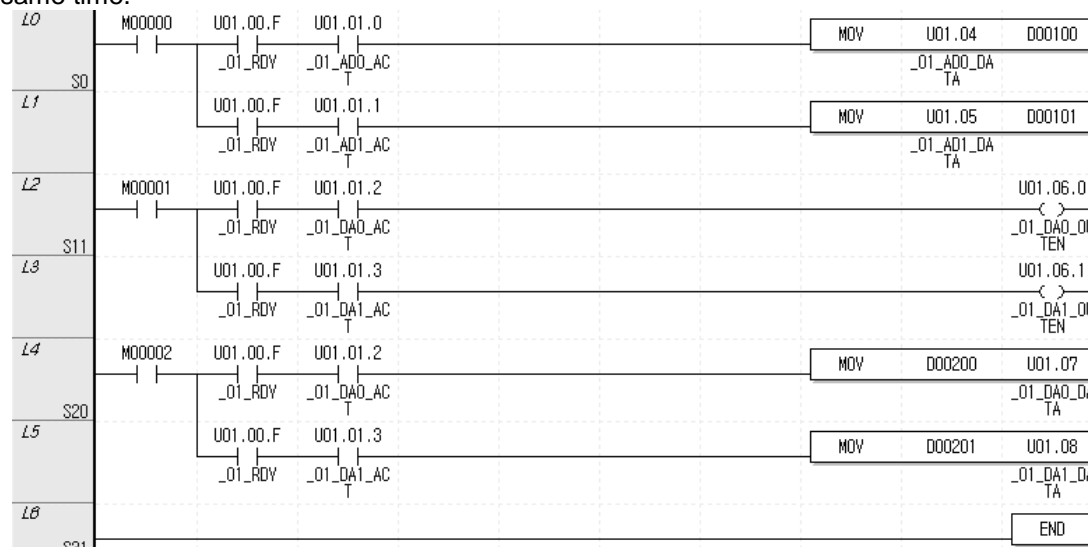 same time.
L0 M00000 U01.00.F U01.01.0 MOV U01.04 D00100
_01_RDY _01_AD0_AC _01_AD0_DA
T TA
S0
L1 U01.00.F U01.01.1 MOV U01.05 D00101
_01_RDY _01_AD1_AC _01_AD1_DA
T TA
L2 M00001 U01.00.F U01.01.2 U01.06.0
_01_RDY _01_DA0_AC _01_DA0_OU
S11 T TEN
L3 U01.00.F U01.01.3 U01.06.1
_01_RDY _01_DA1_AC _01_DA1_OU
T TEN
L4 M00002 U01.00.F U01.01.2 MOV D00200 U01.07
_01_RDY _01_DA0_AC _01_DA0_DA
S20 T TA
L5 U01.00.F U01.01.3 MOV D00201 U01.08
_01_RDY _01_DA1_AC _01_DA1_DA
T TA
L6 END